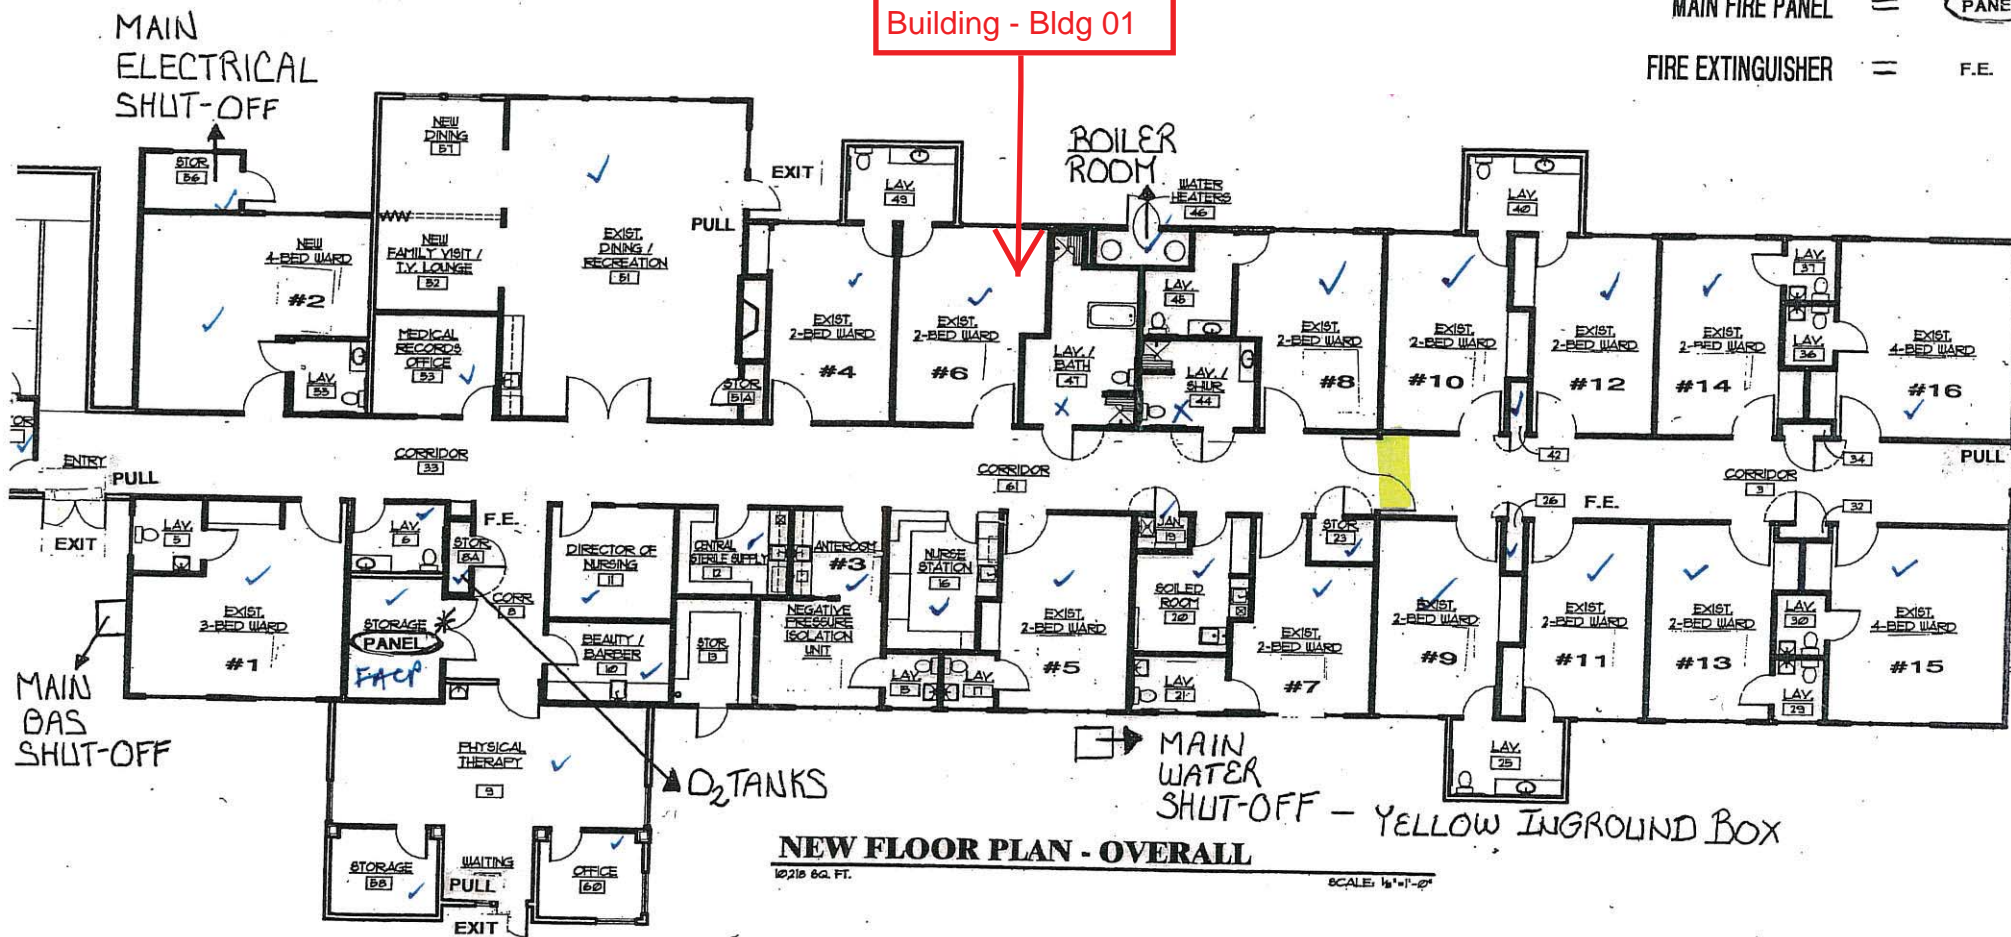 Building - Bldg 01
MAIN FIRE PANEL =
FIRE EXTINGUISHER = F.E.
MAIN
ELECTRICAL
SHUT-OFF
STOR.
56
NEW
DINING
57
EXIT
PULL
LAV.
49
BOILER
ROOM
WATER
HEATERS
46
LAV.
40
NEW
4-BED WARD
#2
NEW
FAMILY VISIT /
T.V. LOUNGE
52
EXIST.
DINING /
RECREATION
51
MEDICAL
RECORDS
OFFICE
53
LAV.
55
STOR.
51A
EXIST.
2-BED WARD
#4
EXIST.
2-BED WARD
#6
LAV. /
BATH
47
LAV.
45
LAV. /
SHWR
44
EXIST.
2-BED WARD
#8
EXIST.
2-BED WARD
#10
EXIST.
2-BED WARD
#12
EXIST.
2-BED WARD
#14
LAV.
37
LAV.
36
EXIST.
4-BED WARD
#16
ENTRY
PULL
CORRIDOR
33
CORRIDOR
61
42
CORRIDOR
3
34
PULL
EXIT
LAV.
5
LAV.
6
STOR.
8A
F.E.
DIRECTOR OF
NURSING
11
CENTRAL
STERILE SUPPLY
12
ANTEROOM
#3
NURSE
STATION
16
JAN.
19
STOR.
23
26
F.E.
32
EXIST.
3-BED WARD
#1
STORAGE
PANEL
FACP
CORR.
8
BEAUTY /
BARBER
10
STOR.
13
NEGATIVE
PRESSURE
ISOLATION
UNIT
LAV.
15
LAV.
17
EXIST.
2-BED WARD
#5
SOILED
ROOM
20
LAV.
21
EXIST.
2-BED WARD
#7
EXIST.
2-BED WARD
#9
EXIST.
2-BED WARD
#11
EXIST.
2-BED WARD
#13
LAV.
30
LAV.
29
EXIST.
4-BED WARD
#15
MAIN
GAS
SHUT-OFF
PHYSICAL
THERAPY
9
O2 TANKS
MAIN
WATER
SHUT-OFF - YELLOW INGROUND BOX
LAV.
25
STORAGE
58
WAITING
PULL
OFFICE
60
EXIT
NEW FLOOR PLAN - OVERALL
10,218 SQ. FT.
SCALE: 1/8"=1'-0"